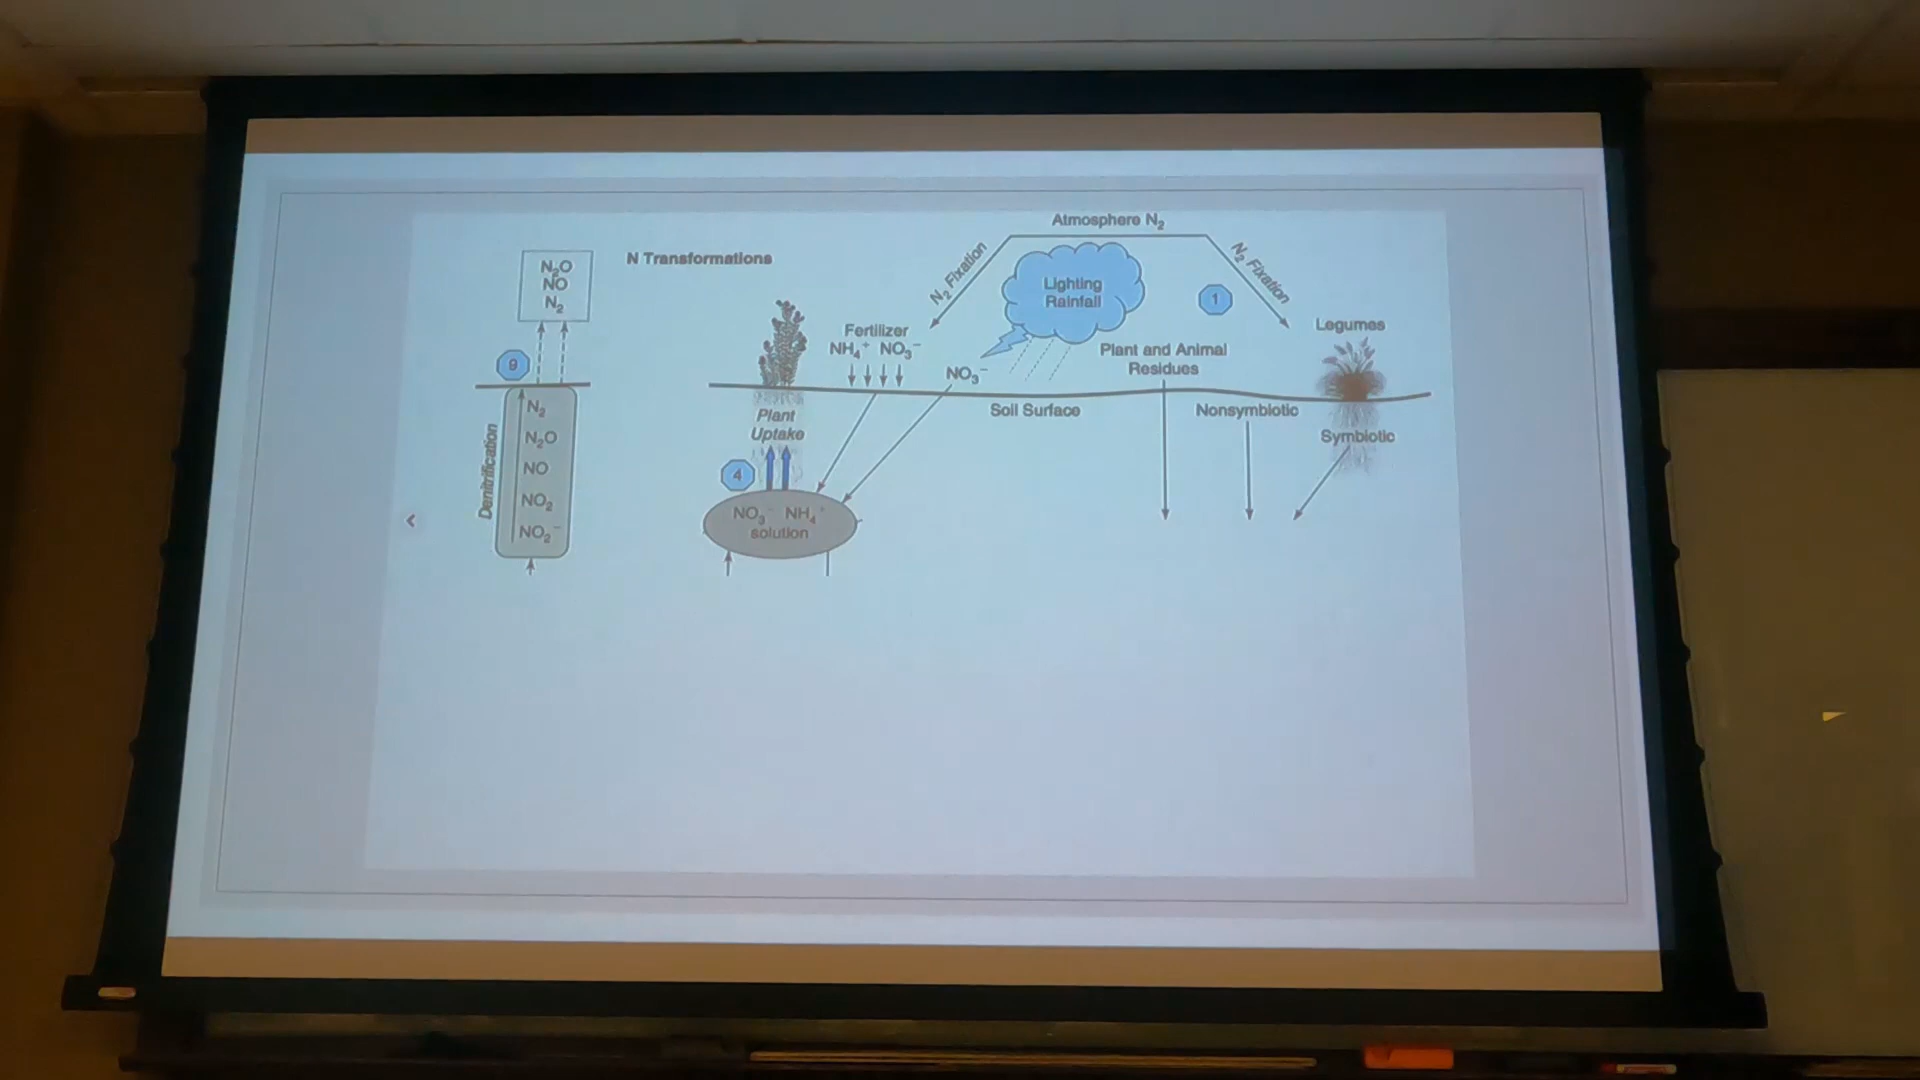 Atmosphere N₂
N Transformations
N₂O
NO
N₂
N₂ Fixation
Lighting
Rainfall
1
N₂ Fixation
Legumes
Fertilizer
NH₄⁺ NO₃⁻
NO₃⁻
Plant and Animal
Residues
9
Soil Surface
Nonsymbiotic
Symbiotic
Plant
Uptake
4
NO₃⁻ NH₄⁺
solution
Denitrification
N₂
N₂O
NO
NO₂
NO₂⁻